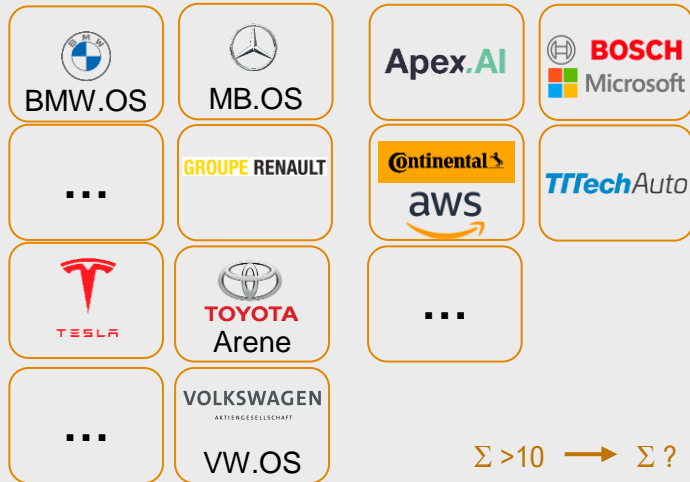 BMW
BMW.OS
MB.OS
Apex.AI
BOSCH
Microsoft
...
GROUPE RENAULT
Continental
aws
TTTechAuto
TESLA
TOYOTA
Arene
...
...
VOLKSWAGEN
AKTIENGESELLSCHAFT
VW.OS
Σ >10 → Σ ?